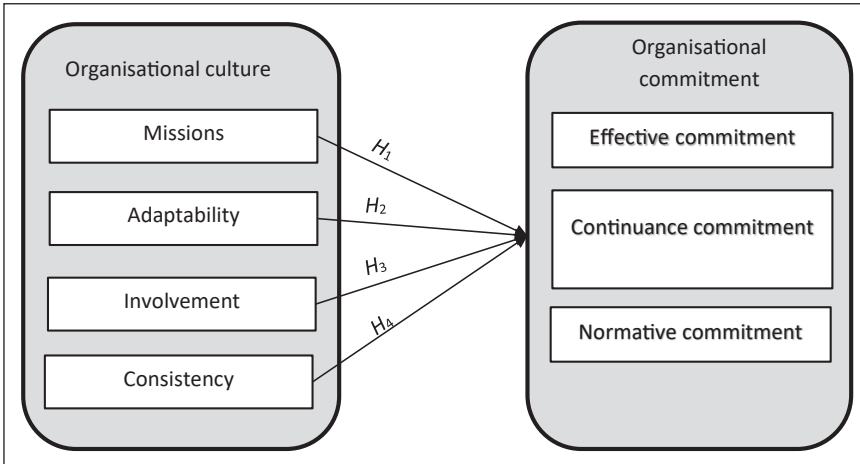 Organisational culture
Missions
Adaptability
Involvement
Consistency
H1
H2
H3
H4
Organisational
commitment
Effective commitment
Continuance commitment
Normative commitment